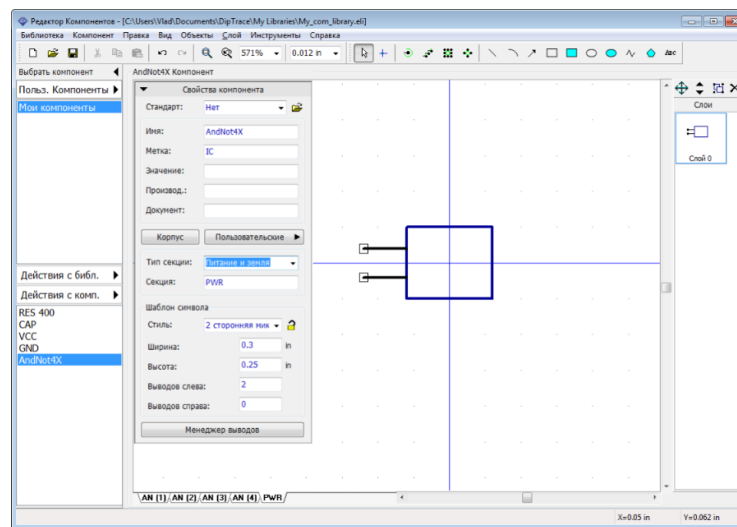 Редактор Компонентов - [C:\Users\Vlad\Documents\DipTrace\My Libraries\My_com_library.eli]
Библиотека Компонент Правка Вид Объекты Слой Инструменты Справка
571% 0.012 in Abc
Выбрать компонент AndNot4X Компонент
Польз. Компоненты
Мои компоненты
Действия с библ.
Действия с комп.
RES 400
CAP
VCC
GND
AndNot4X
Свойства компонента
Стандарт: Нет
Имя: AndNot4X
Метка: IC
Значение:
Производ.:
Документ:
Корпус Пользовательские
Тип секции: Питание и земля
Секция: PWR
Шаблон символа
Стиль: 2 сторонняя мик
Ширина: 0.3 in
Высота: 0.25 in
Выводов слева: 2
Выводов справа: 0
Менеджер выводов
AN (1) AN (2) AN (3) AN (4) PWR
Слои
Слой 0
X=0.05 in Y=0.062 in